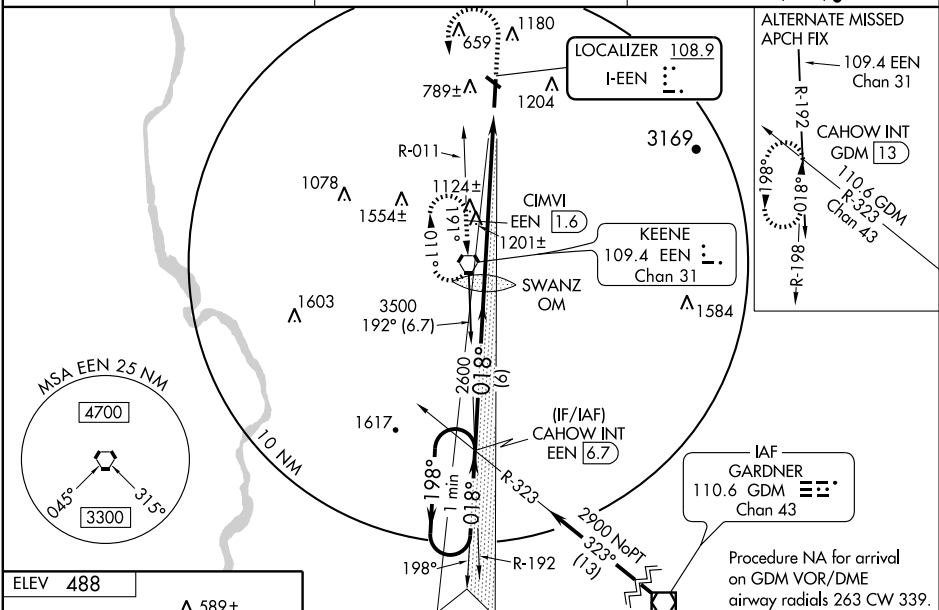 659
1180
LOCALIZER 108.9
I-EEN
789±
1204
ALTERNATE MISSED
APCH FIX
109.4 EEN
Chan 31
R-192
CAHOW INT
GDM 13
198°
018°
110.6 GDM
R-323
Chan 43
R-198
3169
R-011
1078
1554±
1124±
CIMVI
EEN 1.6
1201±
191°
011°
KEENE
109.4 EEN
Chan 31
SWANZ
OM
1603
3500
192° (6.7)
1584
2600
018°
(6)
MSA EEN 25 NM
4700
045°
315°
3300
1617
10 NM
(IF/IAF)
CAHOW INT
EEN 6.7
198°
1 min
018°
R-323
2900 NoPT
323°
(13)
198°
R-192
IAF
GARDNER
110.6 GDM
Chan 43
Procedure NA for arrival
on GDM VOR/DME
airway radials 263 CW 339.
ELEV 488
589±